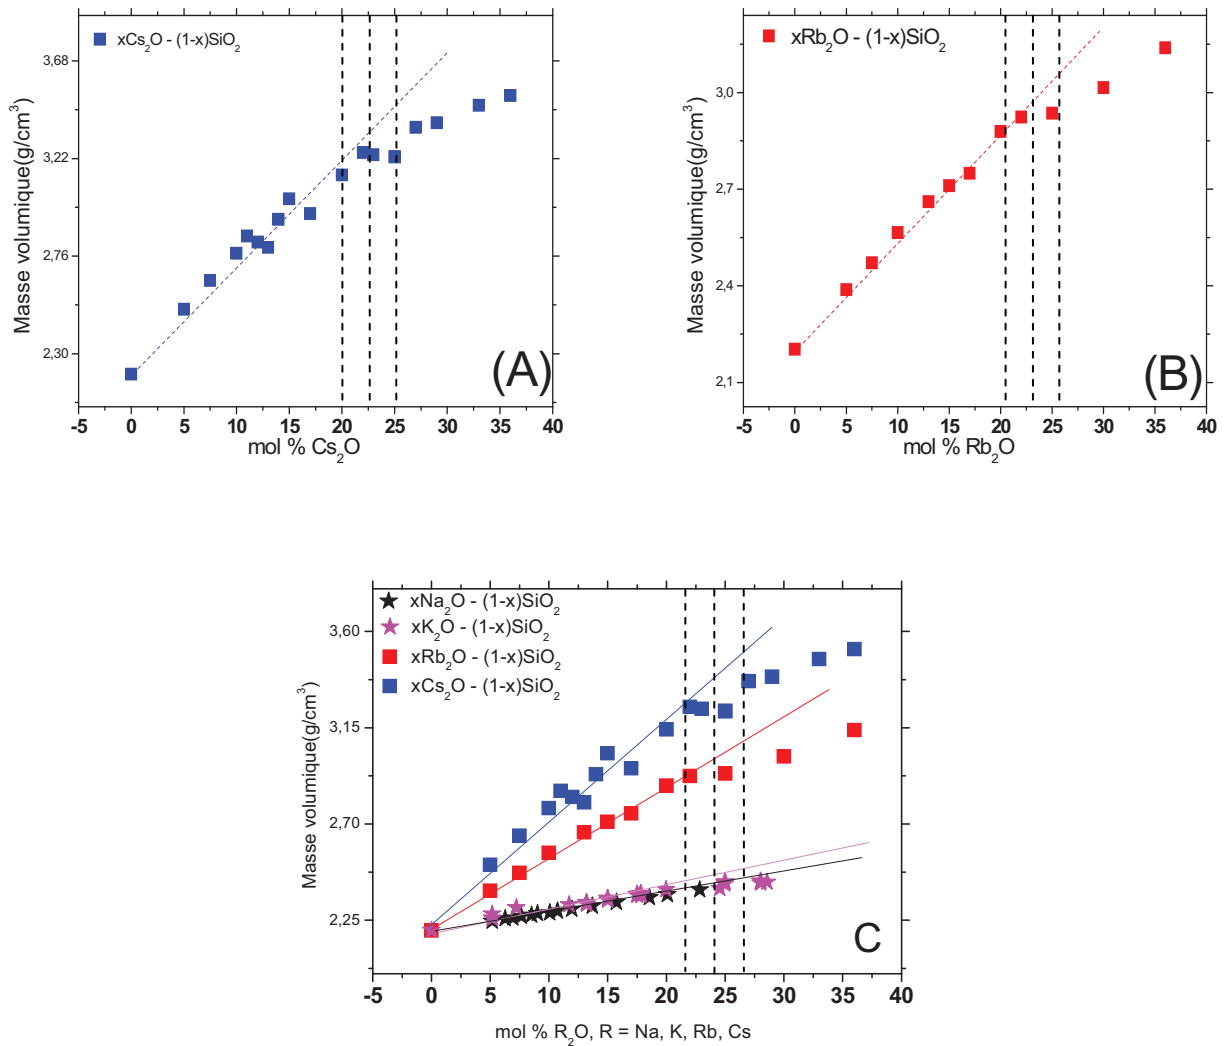 xCs₂O - (1-x)SiO₂
3,68
3,22
2,76
2,30
Masse volumique(g/cm³)
(A)
-5 0 5 10 15 20 25 30 35 40
mol % Cs₂O
xRb₂O - (1-x)SiO₂
3,0
2,7
2,4
2,1
Masse volumique(g/cm³)
(B)
-5 0 5 10 15 20 25 30 35 40
mol % Rb₂O
xNa₂O - (1-x)SiO₂
xK₂O - (1-x)SiO₂
xRb₂O - (1-x)SiO₂
xCs₂O - (1-x)SiO₂
3,60
3,15
2,70
2,25
Masse volumique(g/cm³)
C
-5 0 5 10 15 20 25 30 35 40
mol % R₂O, R = Na, K, Rb, Cs